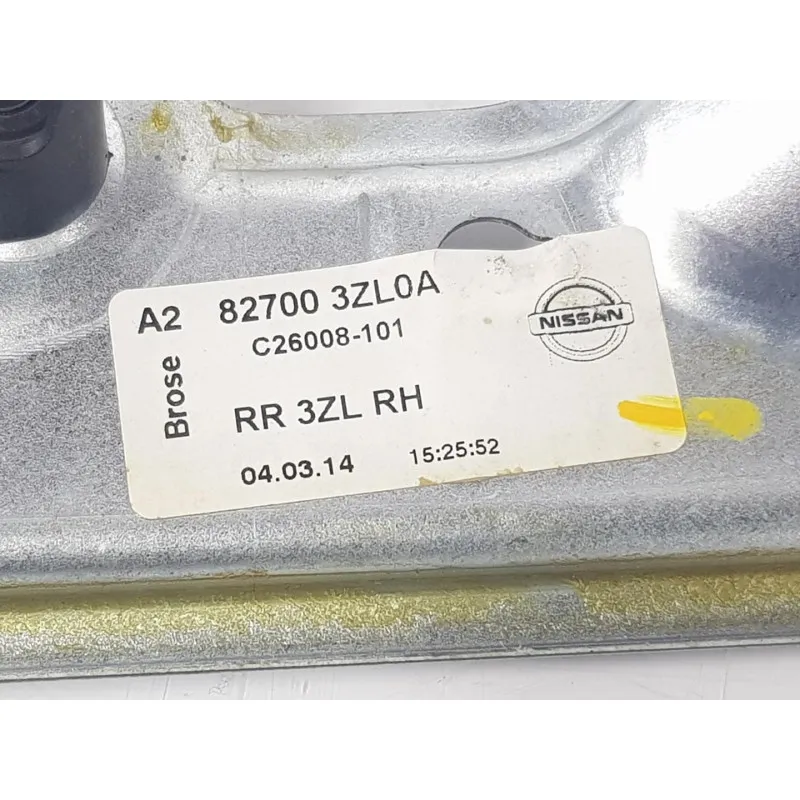 A2 82700 3ZL0A
C26008-101
Brose
NISSAN
RR 3ZL RH
04.03.14 15:25:52